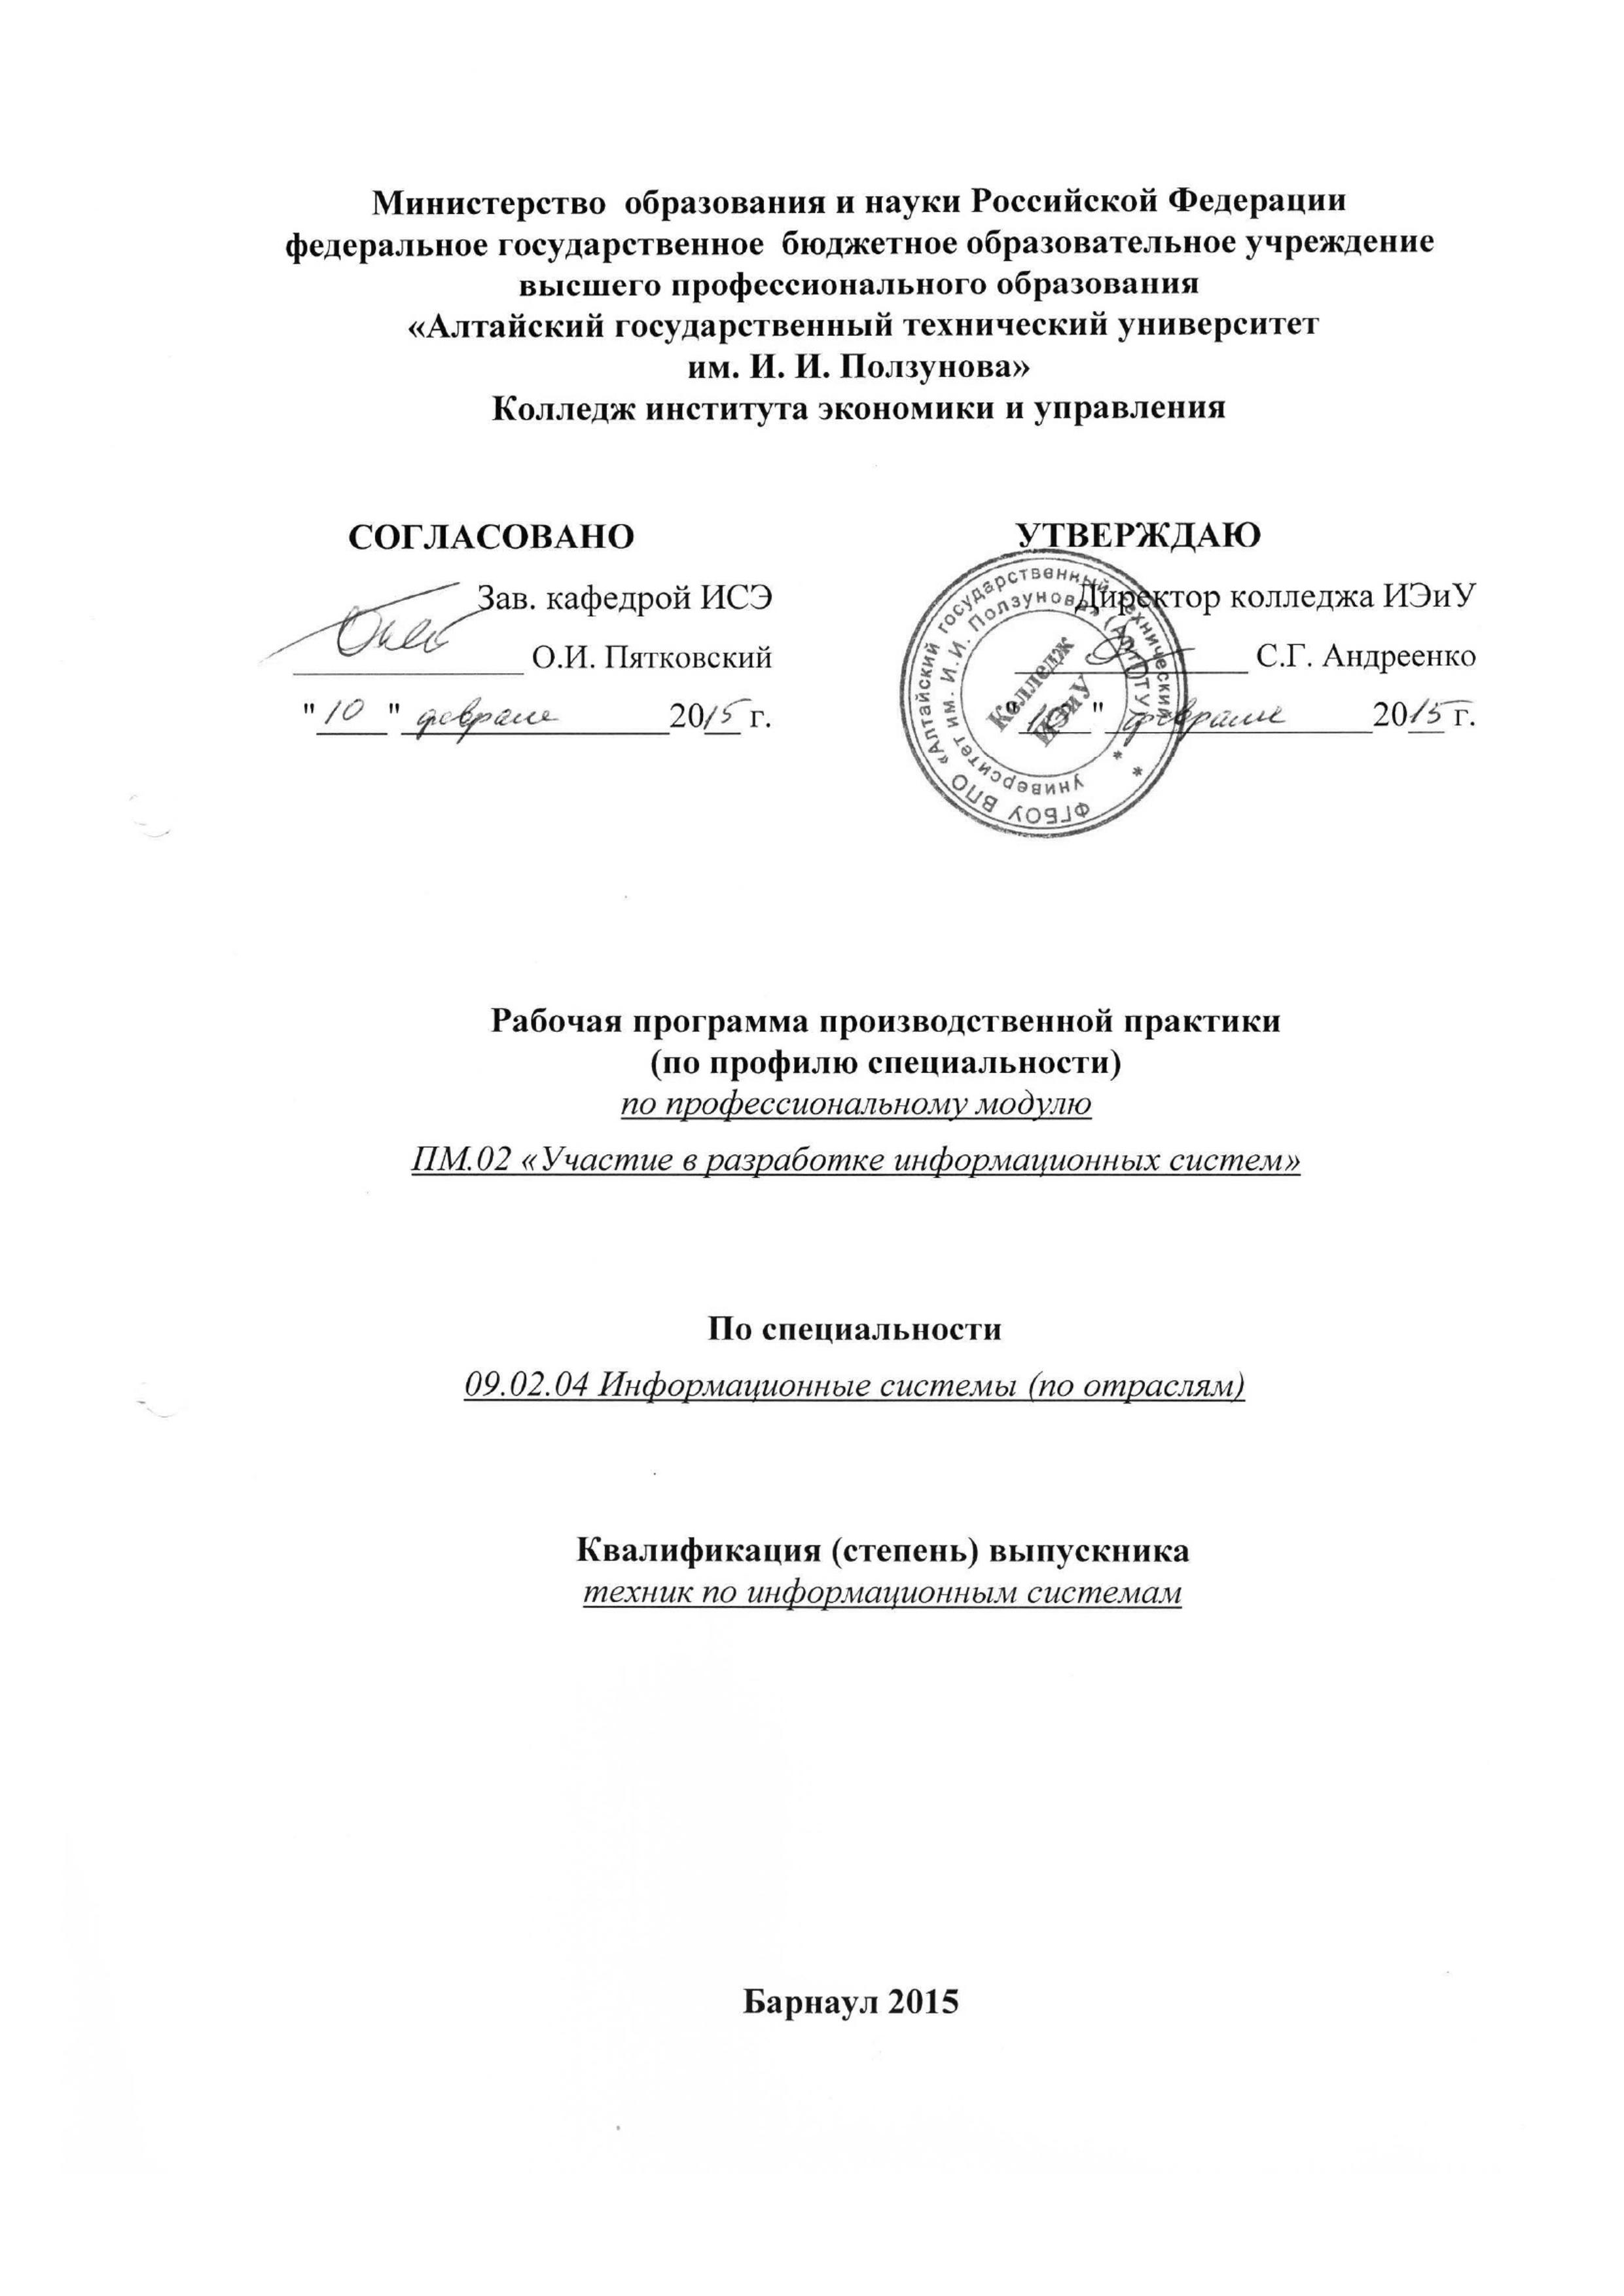 Министерство образования и науки Российской Федерации
федеральное государственное бюджетное образовательное учреждение
высшего профессионального образования
«Алтайский государственный технический университет
им. И. И. Ползунова»
Колледж института экономики и управления
СОГЛАСОВАНО
Зав. кафедрой ИСЭ
О.И. Пятковский
"10" февраля 2015 г.
УТВЕРЖДАЮ
Директор колледжа ИЭиУ
С.Г. Андреенко
" " февраля 2015 г.
ФГБОУ ВПО «Алтайский государственный технический
университет им. И.И. Ползунова» (АлтГТУ)
Колледж
ИЭиУ
Рабочая программа производственной практики
(по профилю специальности)
по профессиональному модулю
ПМ.02 «Участие в разработке информационных систем»
По специальности
09.02.04 Информационные системы (по отраслям)
Квалификация (степень) выпускника
техник по информационным системам
Барнаул 2015